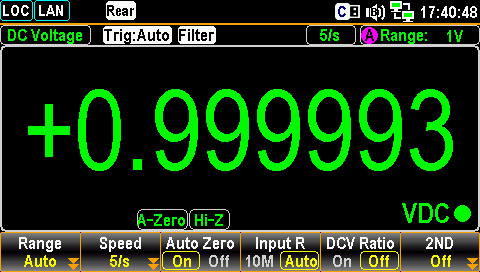 LOC LAN Rear C 17:40:48
DC Voltage Trig:Auto Filter 5/s A Range: 1V
+0.999993
A-Zero Hi-Z VDC
Range Speed Auto Zero Input R DCV Ratio 2ND
Auto 5/s On Off 10M Auto On Off Off